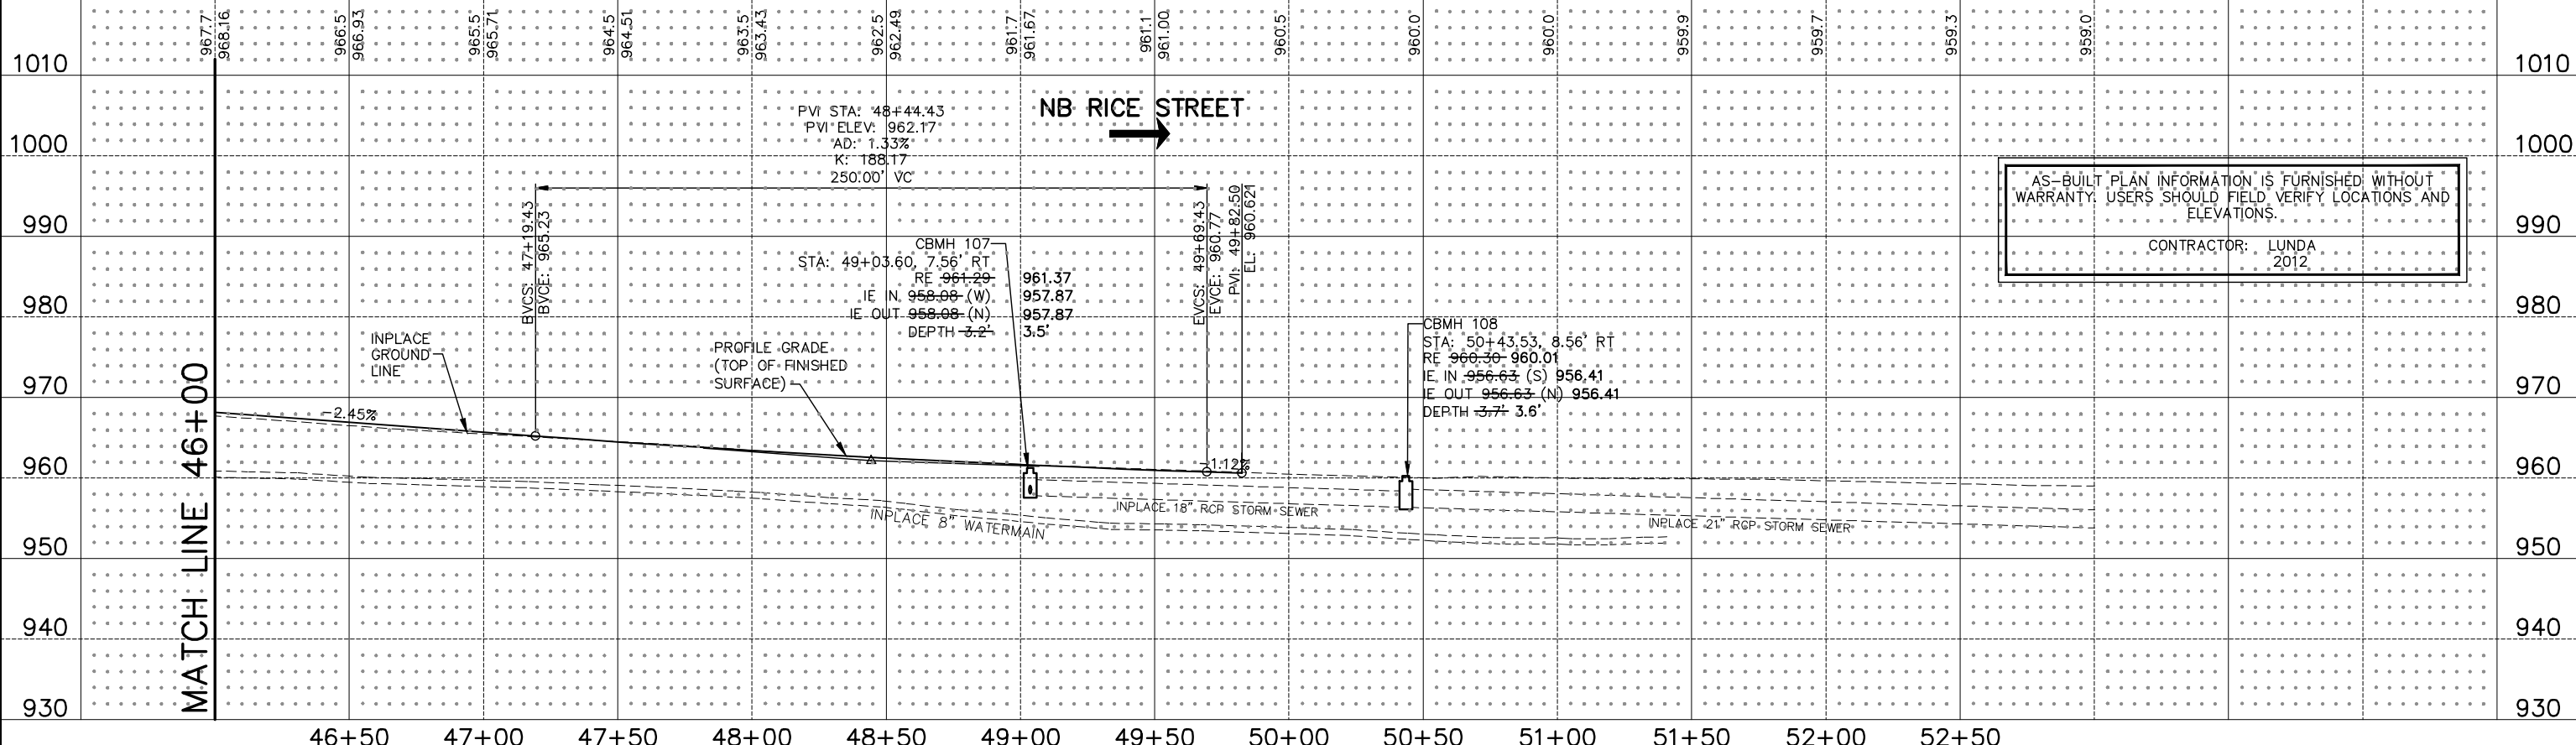 967.7
968.16
966.5
966.93
965.5
965.71
964.5
964.51
963.5
963.43
962.5
962.49
961.7
961.67
961.1
961.00
960.5
960.0
960.0
959.9
959.7
959.3
959.0
1010
1010
1000
1000
990
990
980
980
970
970
960
960
950
950
940
940
930
930
MATCH LINE 46+00
PVI STA: 48+44.43
PVI ELEV: 962.17
AD: 1.33%
K: 188.17
250.00' VC
NB RICE STREET
BVCS: 47+19.43
BVCE: 965.23
EVCS: 49+69.43
EVCE: 960.77
PVI: 49+82.50
EL: 960.621
CBMH 107
STA: 49+03.60, 7.56' RT
RE 961.29 961.37
IE IN 958.08 (W) 957.87
IE OUT 958.08 (N) 957.87
DEPTH 3.2' 3.5'
CBMH 108
STA: 50+43.53, 8.56' RT
RE 960.30 960.01
IE IN 956.63 (S) 956.41
IE OUT 956.63 (N) 956.41
DEPTH 3.7' 3.6'
AS-BUILT PLAN INFORMATION IS FURNISHED WITHOUT
WARRANTY. USERS SHOULD FIELD VERIFY LOCATIONS AND
ELEVATIONS.
CONTRACTOR: LUNDA
2012
INPLACE
GROUND
LINE
PROFILE GRADE
(TOP OF FINISHED
SURFACE)
-2.45%
-1.12%
INPLACE 8" WATERMAIN
INPLACE 18" RCP STORM SEWER
INPLACE 21" RCP STORM SEWER
46+50
47+00
47+50
48+00
48+50
49+00
49+50
50+00
50+50
51+00
51+50
52+00
52+50